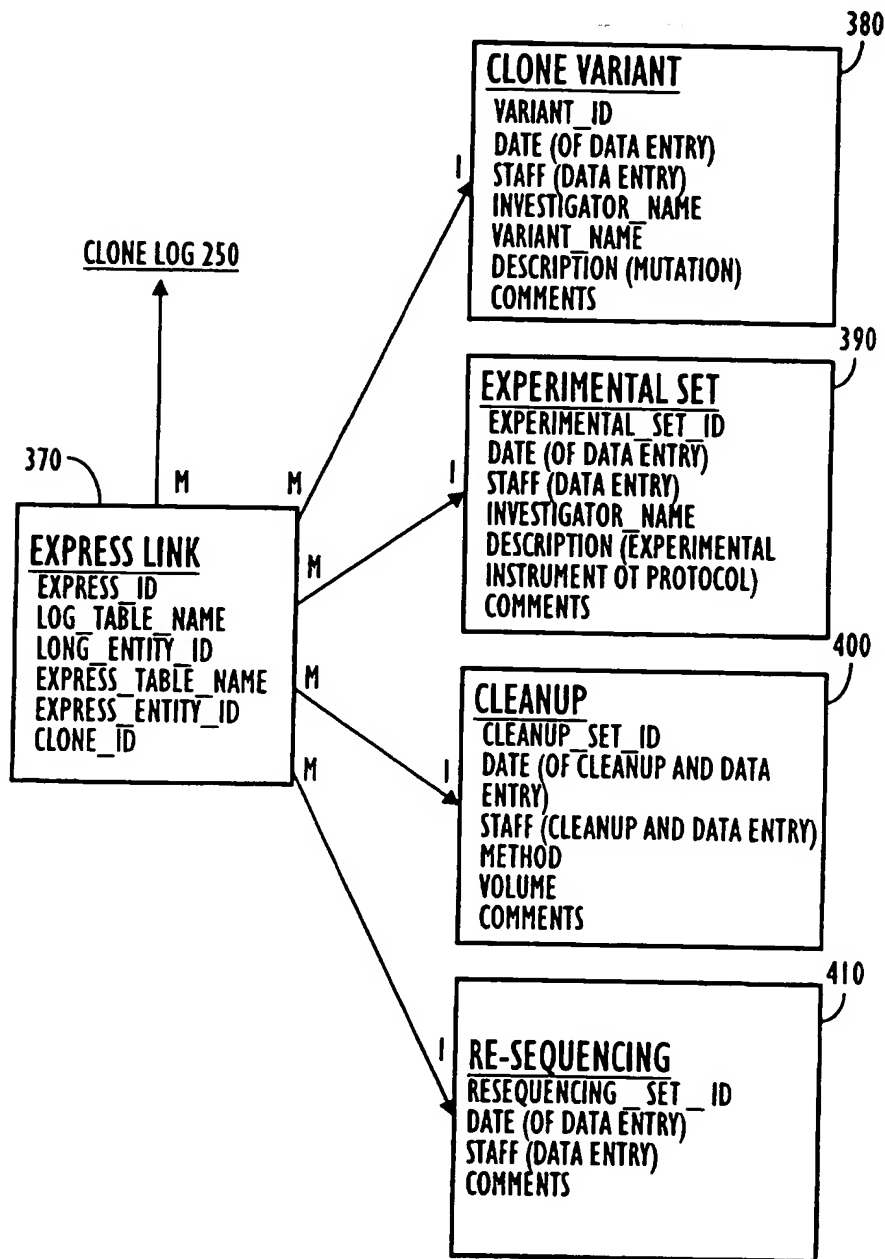 380
CLONE VARIANT
VARIANT_ID
DATE (OF DATA ENTRY)
STAFF (DATA ENTRY)
INVESTIGATOR_NAME
VARIANT_NAME
DESCRIPTION (MUTATION)
COMMENTS
I
CLONE LOG 250
390
EXPERIMENTAL SET
EXPERIMENTAL_SET_ID
DATE (OF DATA ENTRY)
STAFF (DATA ENTRY)
INVESTIGATOR_NAME
DESCRIPTION (EXPERIMENTAL
INSTRUMENT OT PROTOCOL)
COMMENTS
I
370
M
M
EXPRESS LINK
EXPRESS_ID
LOG_TABLE_NAME
LONG_ENTITY_ID
EXPRESS_TABLE_NAME
EXPRESS_ENTITY_ID
CLONE_ID
M
M
M
400
CLEANUP
CLEANUP_SET_ID
DATE (OF CLEANUP AND DATA
ENTRY)
STAFF (CLEANUP AND DATA ENTRY)
METHOD
VOLUME
COMMENTS
I
410
RE-SEQUENCING
RESEQUENCING_SET_ID
DATE (OF DATA ENTRY)
STAFF (DATA ENTRY)
COMMENTS
I